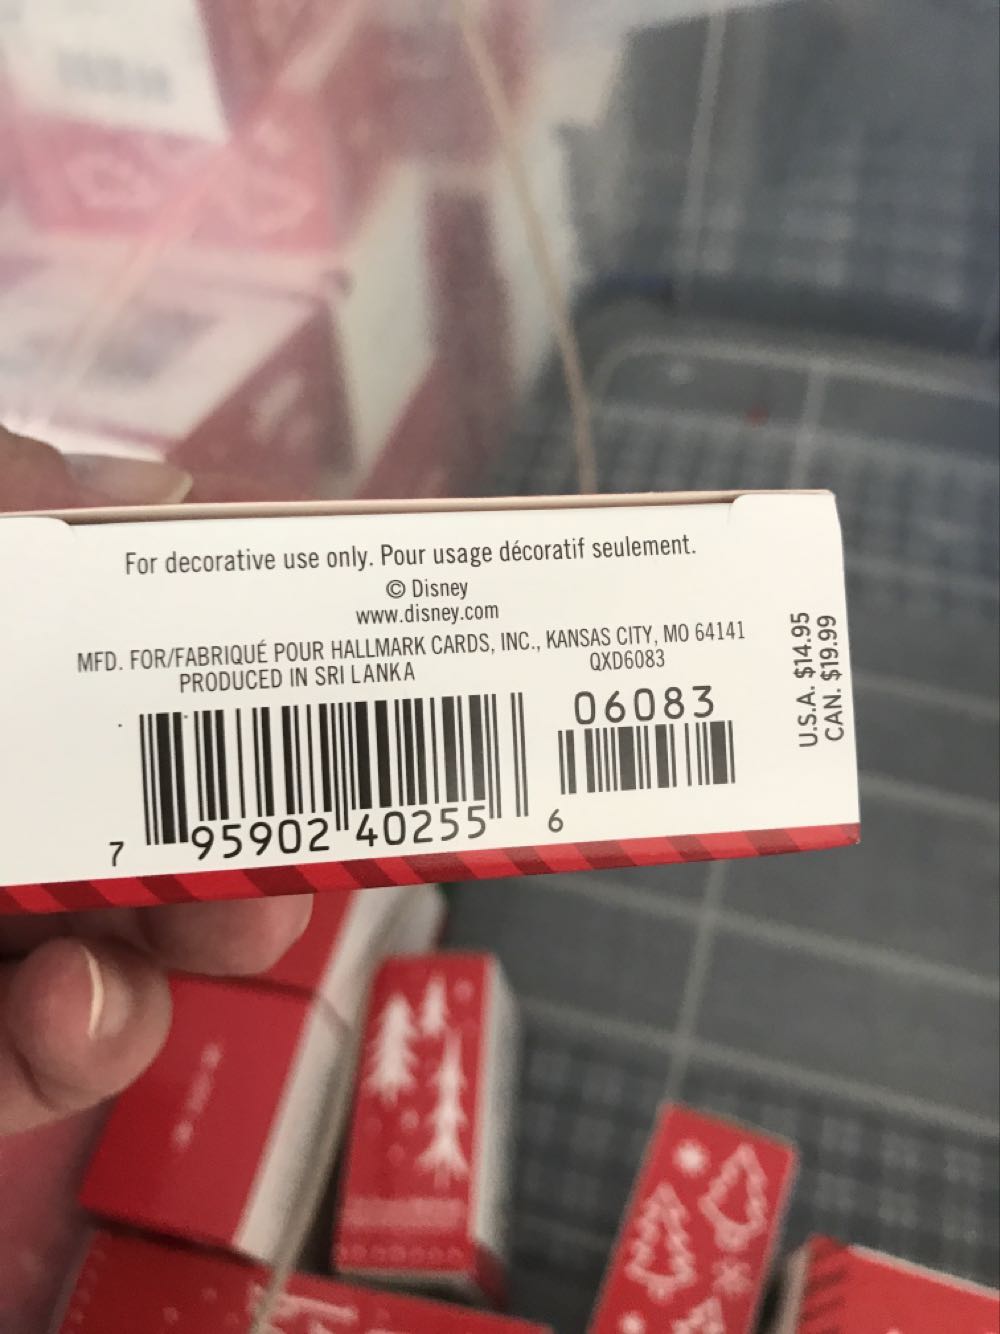 For decorative use only. Pour usage décoratif seulement.
© Disney
www.disney.com
MFD. FOR/FABRIQUÉ POUR HALLMARK CARDS, INC., KANSAS CITY, MO 64141
PRODUCED IN SRI LANKA
QXD6083
06083
7 95902 40255 6
U.S.A. $14.95
CAN. $19.99